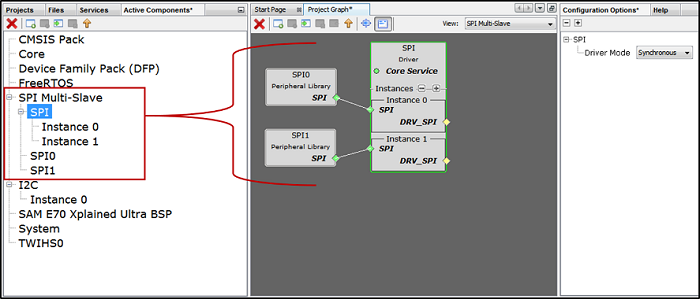 Projects Files Services Active Components*
CMSIS Pack
Core
Device Family Pack (DFP)
FreeRTOS
SPI Multi-Slave
SPI
Instance 0
Instance 1
SPI0
SPI1
I2C
Instance 0
SAM E70 Xplained Ultra BSP
System
TWIHS0
Start Page Project Graph*
View: SPI Multi-Slave
SPI0
Peripheral Library
SPI
SPI1
Peripheral Library
SPI
SPI
Driver
Core Service
Instances
Instance 0
SPI
DRV_SPI
Instance 1
SPI
DRV_SPI
Configuration Options* Help
SPI
Driver Mode Synchronous